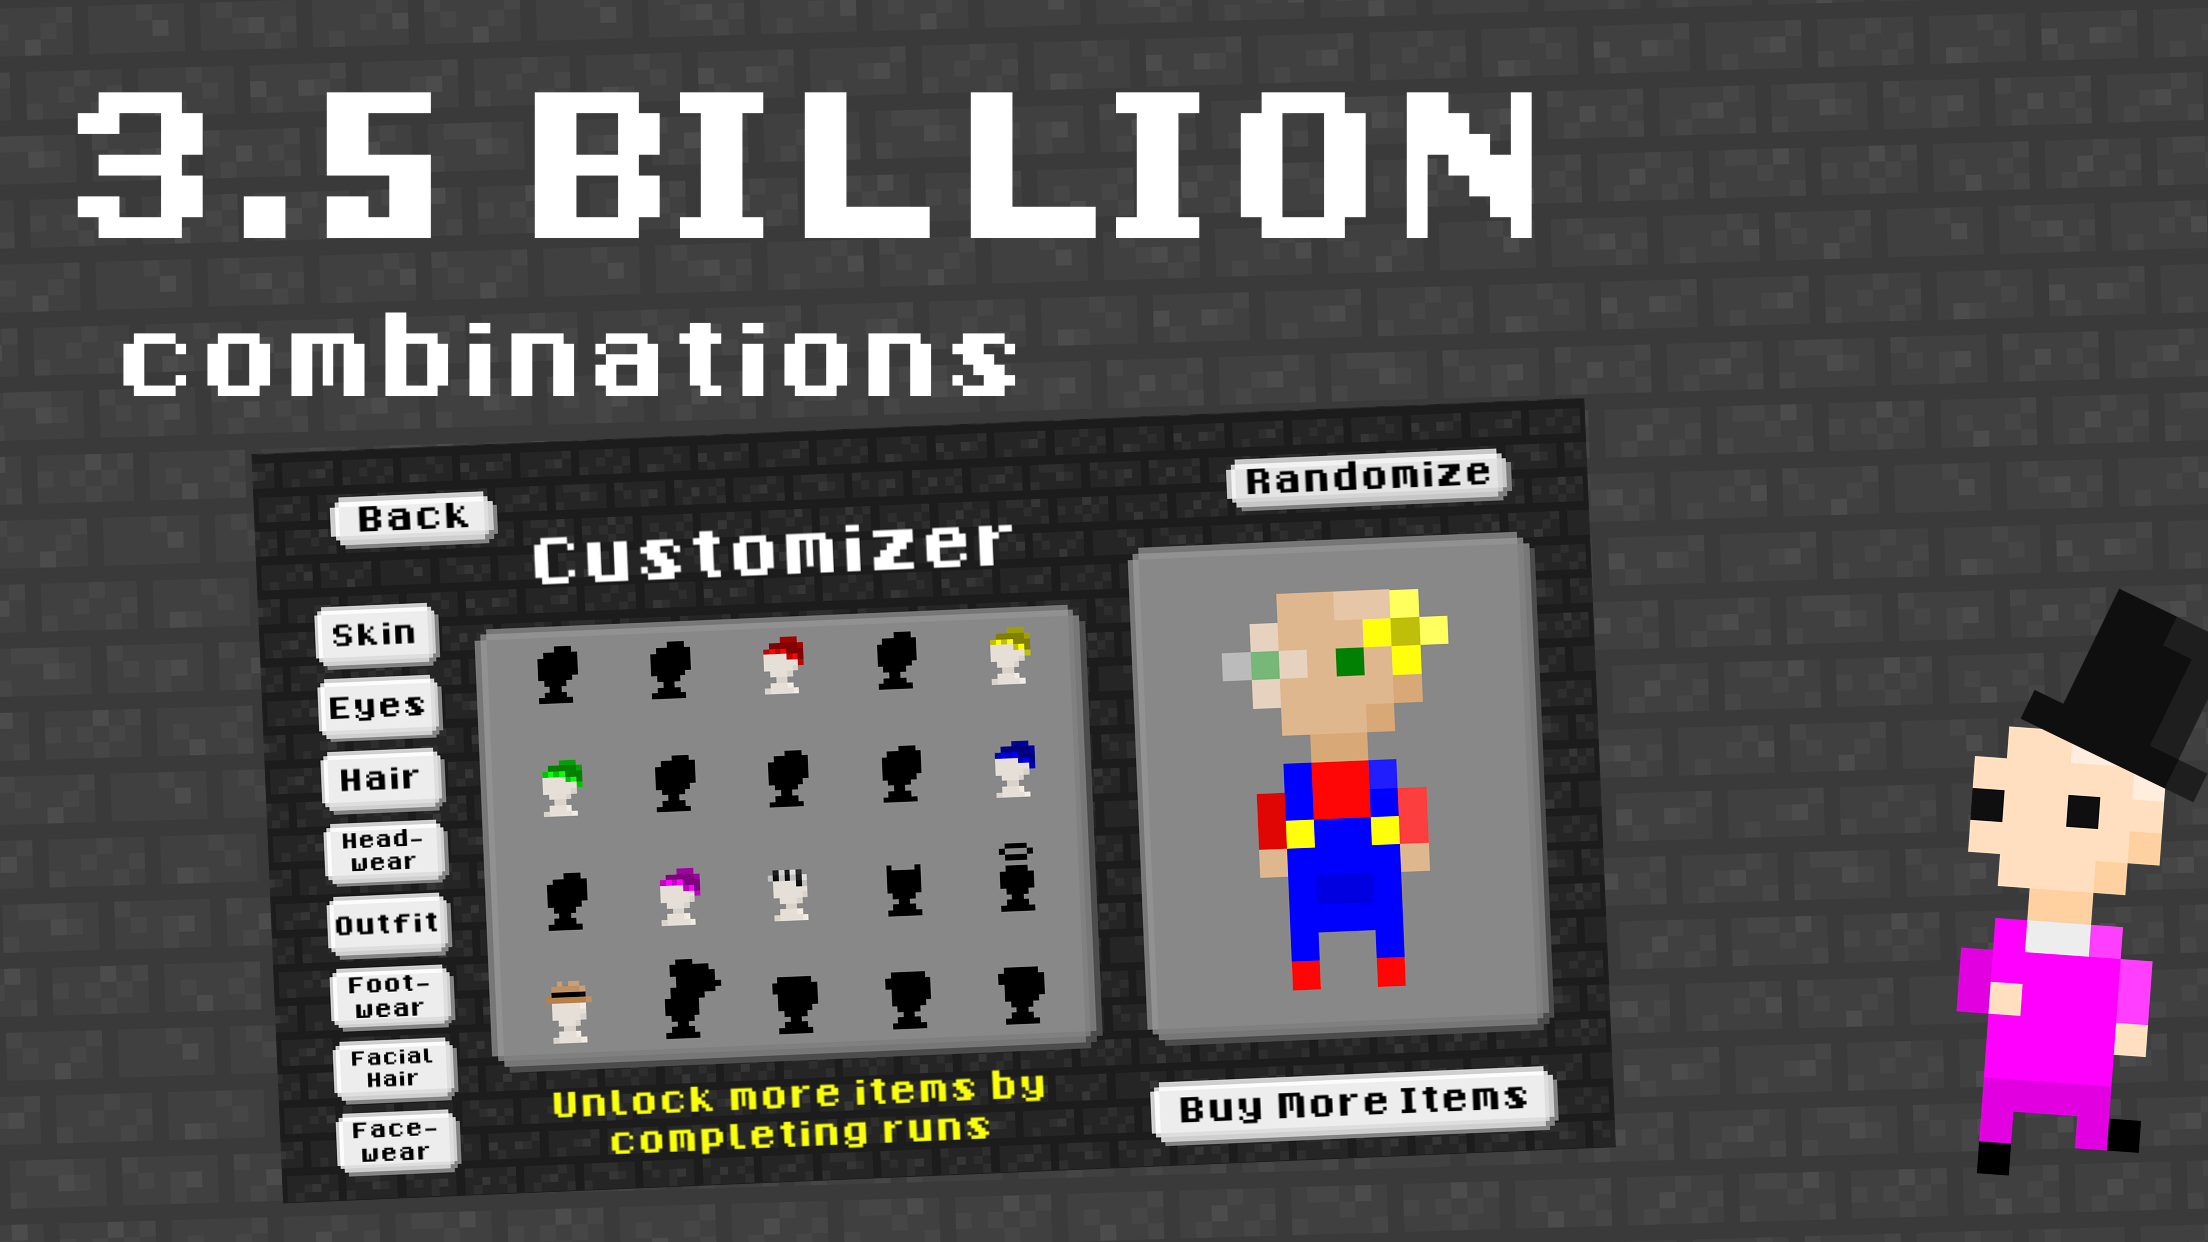 3.5 BILLION
combinations
Back
Randomize
Customizer
Skin
Eyes
Hair
Head-
wear
Outfit
Foot-
wear
Facial
Hair
Face-
wear
Unlock more items by
completing runs
Buy More Items